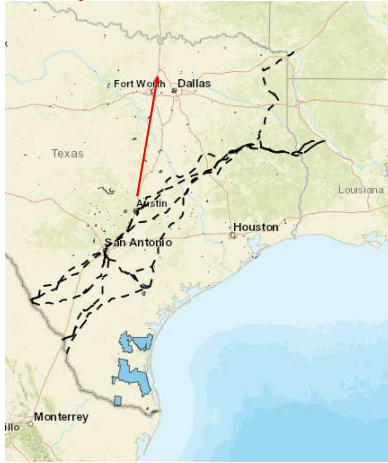 Fort Worth
Dallas
Texas
Austin
Louisiana
Houston
San Antonio
Monterrey
illo